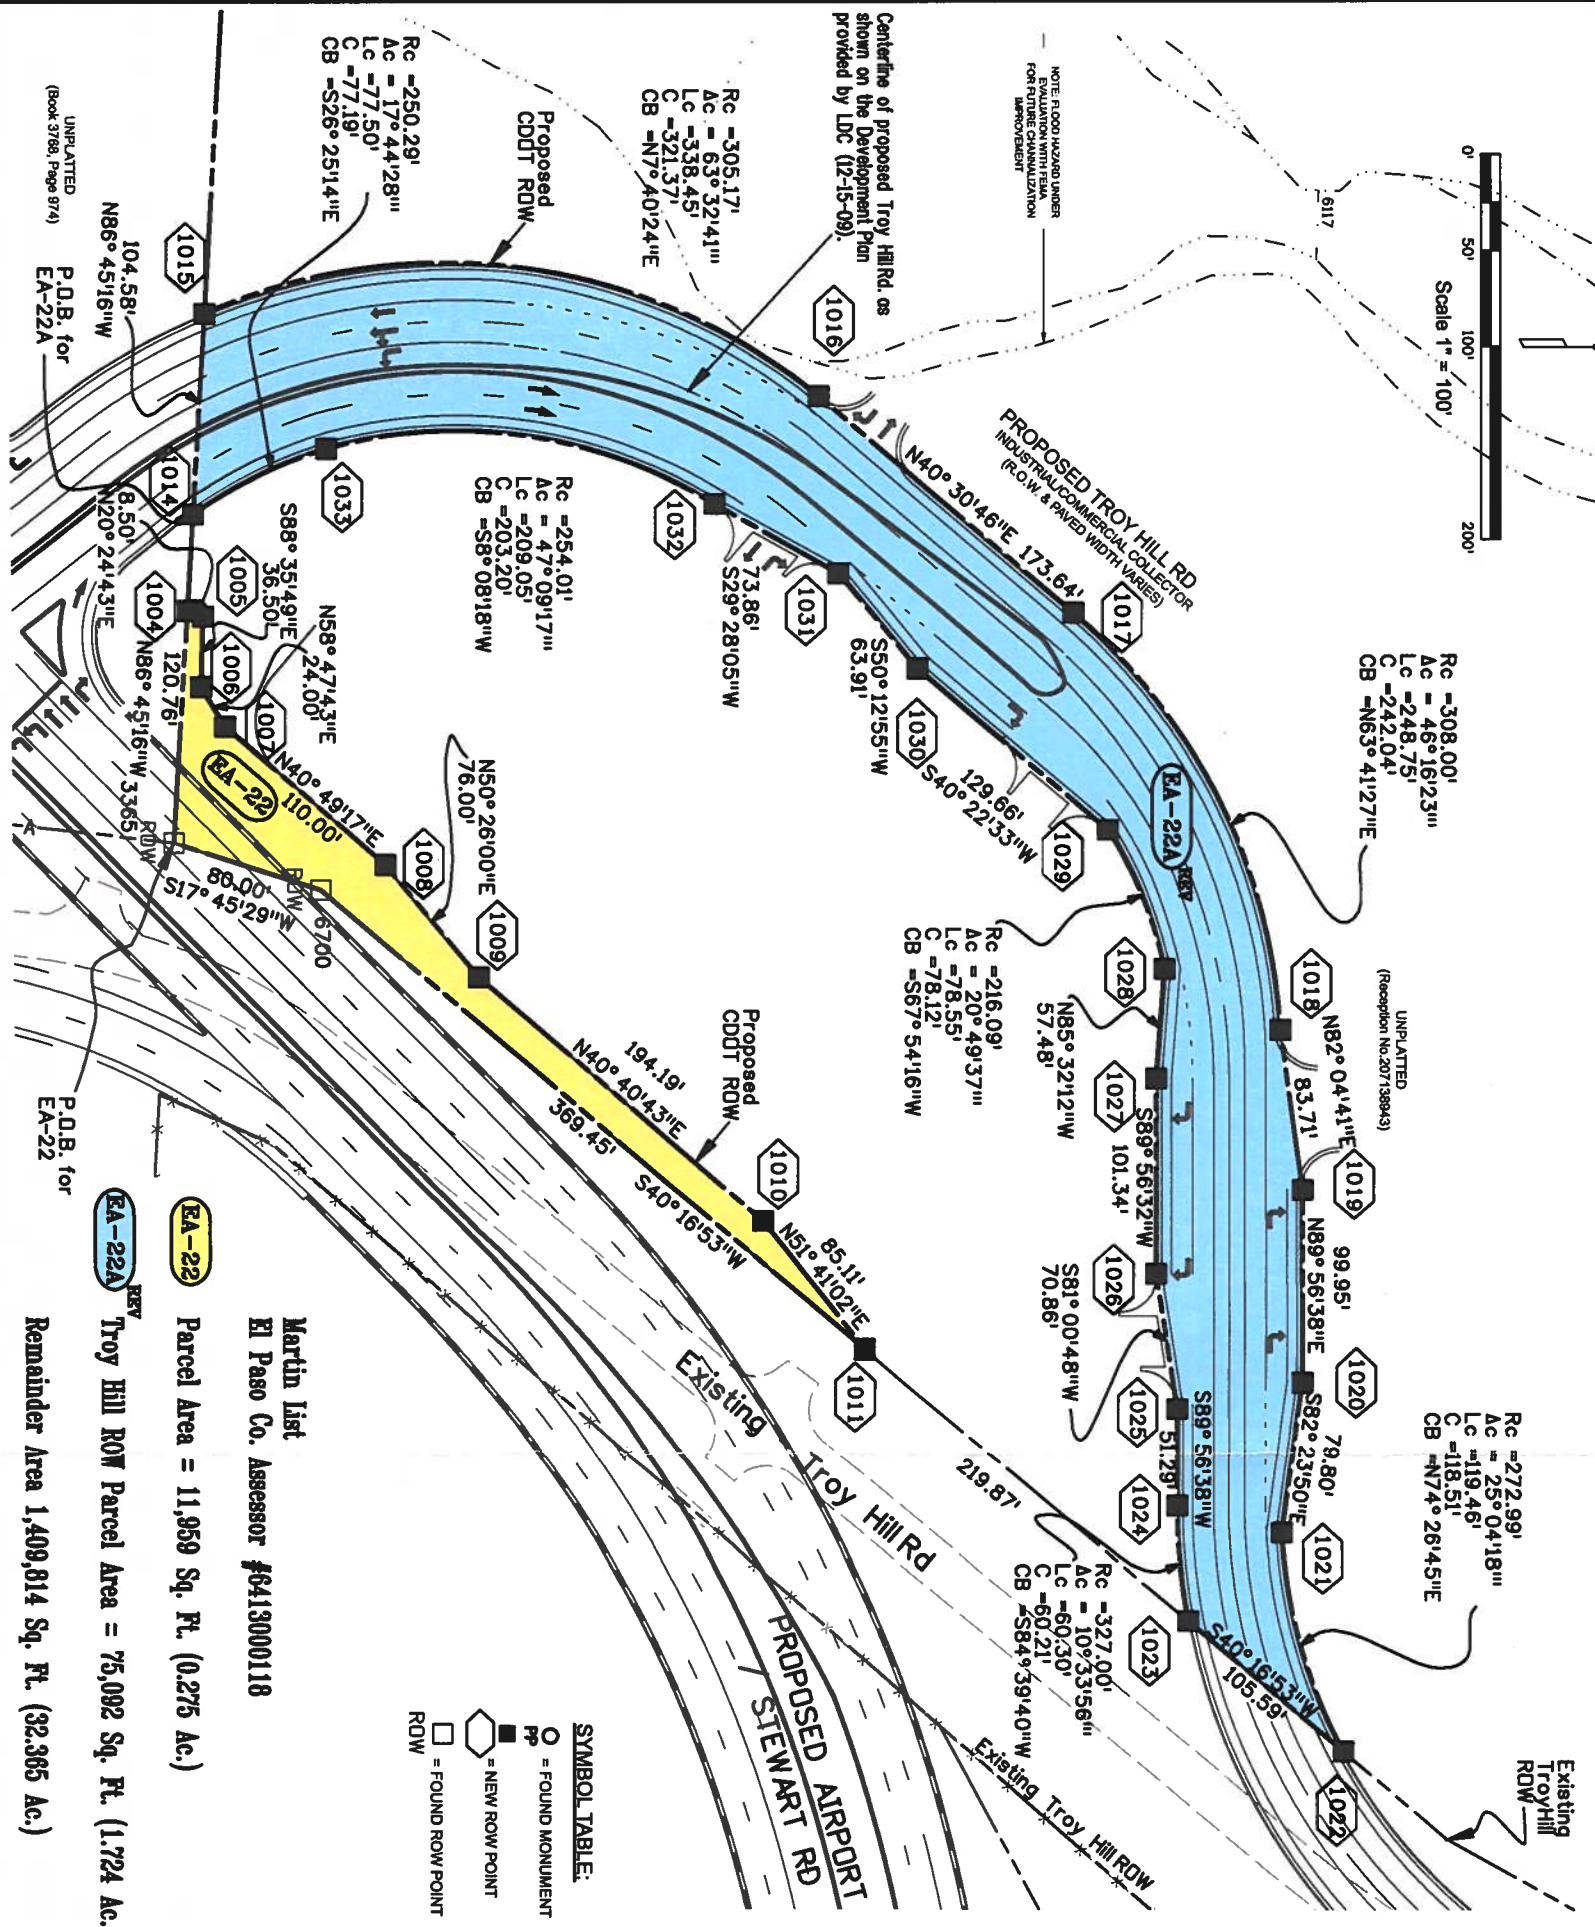 0'
50'
100'
200'
Scale 1" = 100'
6117
NOTE: FLOOD HAZARD UNDER
EVALUATION WITH FEMA
FOR FUTURE CHANNALIZATION
IMPROVEMENT
Centerline of proposed Troy Hill Rd. as
shown on the Development Plan
provided by LDC (12-15-09).
Rc =305.17'
Δc = 63°32'41"
Lc =338.45'
C =321.37'
CB =N7°40'24"E
Proposed
CDOT ROW
Rc =250.29'
Δc = 17°44'28"
Lc =77.50'
C =77.19'
CB =S26°25'14"E
UNPLATTED
(Book 3768, Page 974)
104.58'
N86°45'16"W
P.O.B. for
EA-22A
1015
1016
PROPOSED TROY HILL RD
INDUSTRIAL/COMMERCIAL COLLECTOR
(R.O.W. & PAVED WIDTH VARIES)
N40°30'46"E 173.64'
1017
Rc =308.00'
Δc = 46°16'23"
Lc =248.75'
C =242.04'
CB =N63°41'27"E
1018
UNPLATTED
(Reception No.207138943)
N82°04'41"E
83.71'
1019
99.95'
N89°56'38"E
1020
79.80'
S82°23'50"E
1021
Rc =272.99'
Δc = 25°04'18"
Lc =119.46'
C =118.51'
CB =N74°26'45"E
Existing
TroyHill
ROW
1022
S40°16'53"W
105.59'
1023
Rc =327.00'
Δc = 10°33'56"
Lc =60.30'
C =60.21'
CB =S84°39'40"W
1024
S89°56'38"W
51.29'
1025
S81°00'48"W
70.86'
1026
S89°56'32"W
101.34'
1027
N85°32'12"W
57.48'
1028
Rc =216.09'
Δc = 20°49'37"
Lc =78.55'
C =78.12'
CB =S67°54'16"W
EA-22A
REV
1029
129.66'
S40°22'33"W
1030
S50°12'55"W
63.91'
1031
73.86'
S29°28'05"W
1032
Rc =254.01'
Δc = 47°09'17"
Lc =209.05'
C =203.20'
CB =S8°08'18"W
1033
1014
8.50'
N20°24'43"E
1004
1005
S88°35'49"E
36.50'
1006
N58°47'43"E
24.00'
1007
N86°45'16"W
120.76'
3365
ROW
EA-22
N40°49'17"E
110.00'
1008
N50°26'00"E
76.00'
1009
80.00'
S17°45'29"W
ROW
6700
194.19'
N40°40'43"E
Proposed
CDOT ROW
369.45'
S40°16'53"W
1010
85.11'
N51°41'02"E
1011
219.87'
P.O.B. for
EA-22
Existing
Troy Hill Rd
PROPOSED AIRPORT
/ STEWART RD
Existing Troy Hill ROW
SYMBOL TABLE:
= FOUND MONUMENT
PP
= NEW ROW POINT
= FOUND ROW POINT
ROW
Martin List
El Paso Co. Assessor #6413000118
EA-22
Parcel Area = 11,959 Sq. Ft. (0.275 Ac.)
EA-22A
REV
Troy Hill ROW Parcel Area = 75,092 Sq. Ft. (1.724 Ac.
Remainder Area 1,409,814 Sq. Ft. (32.365 Ac.)